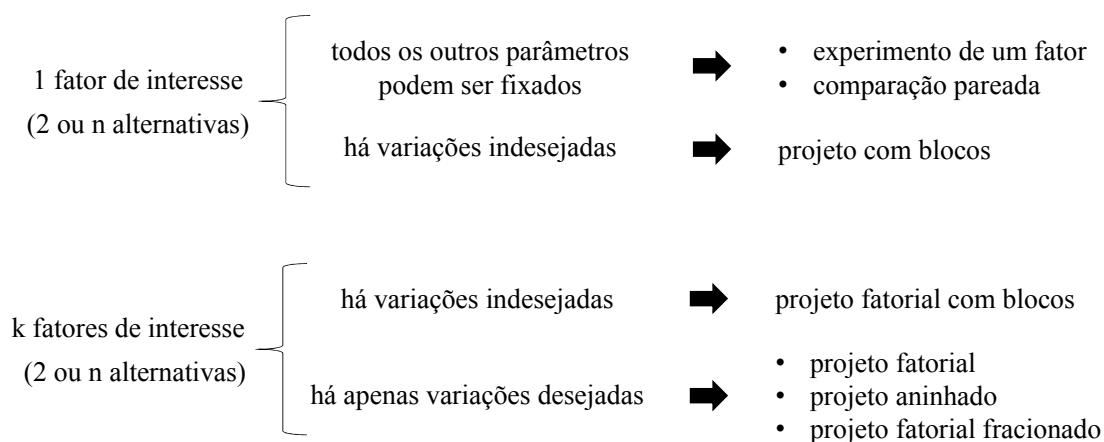 1 fator de interesse
(2 ou n alternativas)
todos os outros parâmetros
podem ser fixados
• experimento de um fator
• comparação pareada
há variações indesejadas
projeto com blocos
k fatores de interesse
(2 ou n alternativas)
há variações indesejadas
projeto fatorial com blocos
há apenas variações desejadas
• projeto fatorial
• projeto aninhado
• projeto fatorial fracionado